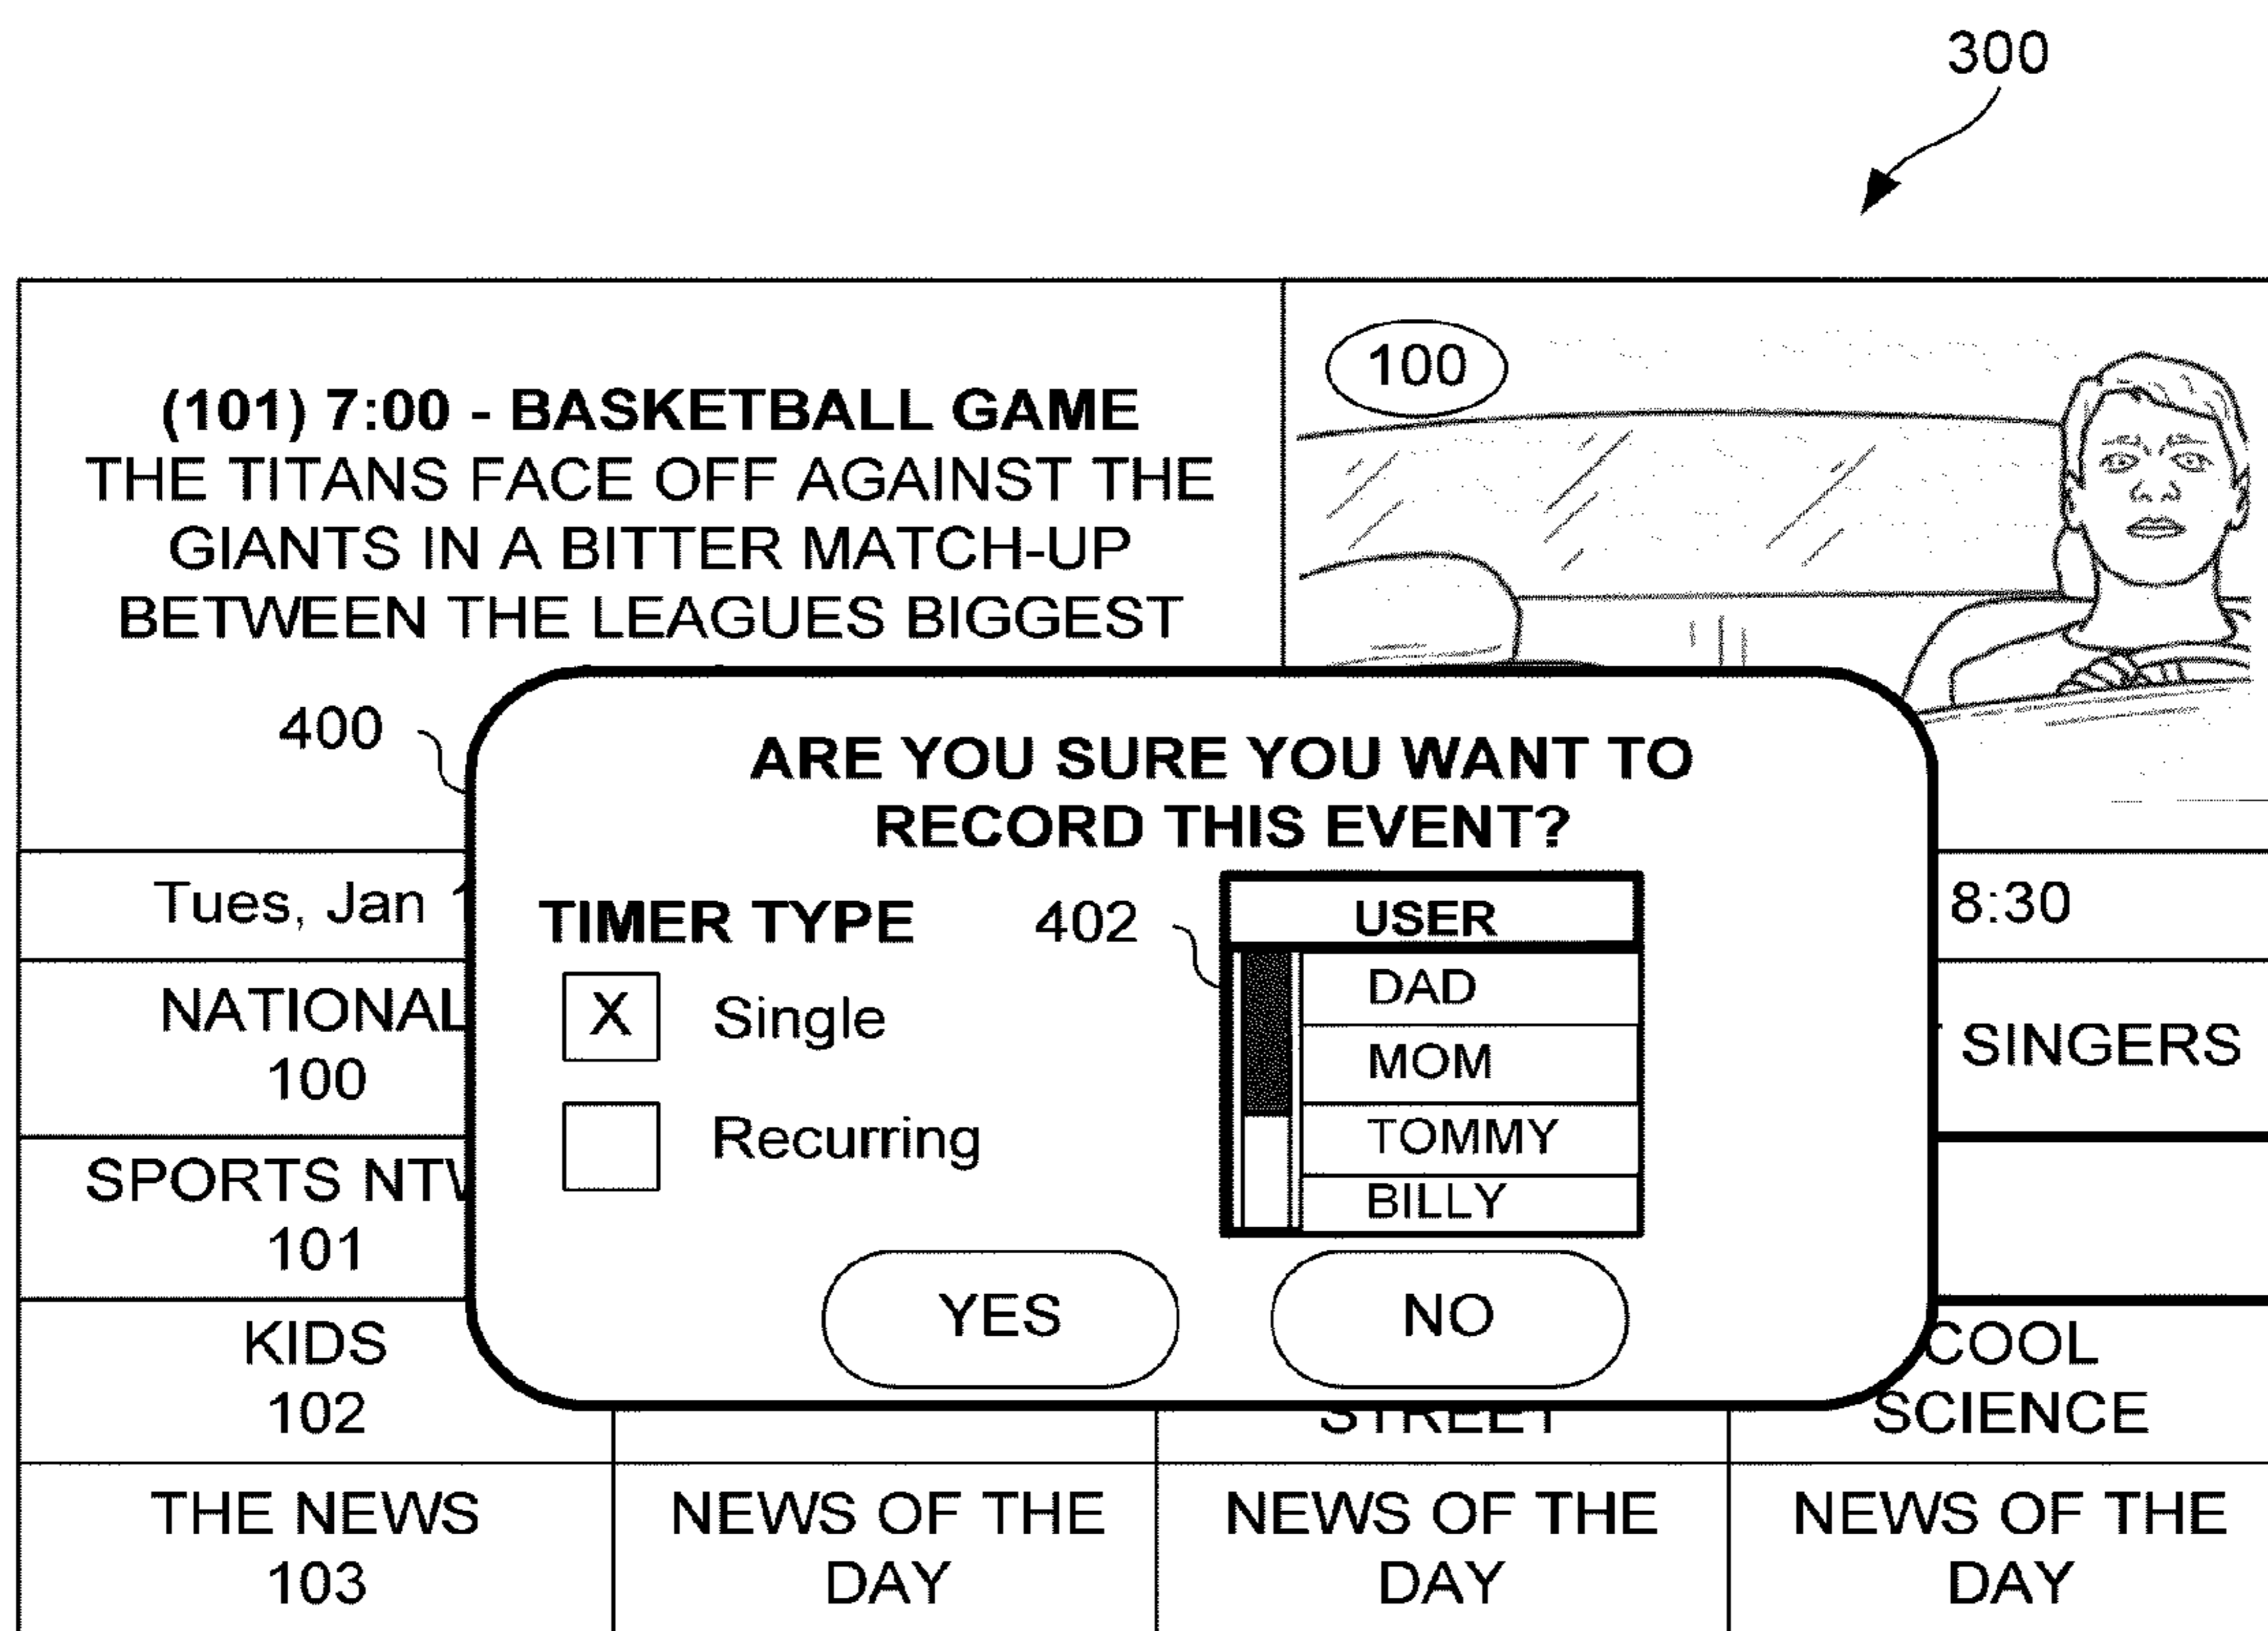 300
(101) 7:00 - BASKETBALL GAME
THE TITANS FACE OFF AGAINST THE
GIANTS IN A BITTER MATCH-UP
BETWEEN THE LEAGUES BIGGEST
100
400
ARE YOU SURE YOU WANT TO
RECORD THIS EVENT?
Tues, Jan
8:30
TIMER TYPE
402
USER
X Single
Recurring
DAD
MOM
TOMMY
BILLY
YES
NO
NATIONAL
100
SINGERS
SPORTS
101
KIDS
102
STREET
COOL
SCIENCE
THE NEWS
103
NEWS OF THE
DAY
NEWS OF THE
DAY
NEWS OF THE
DAY